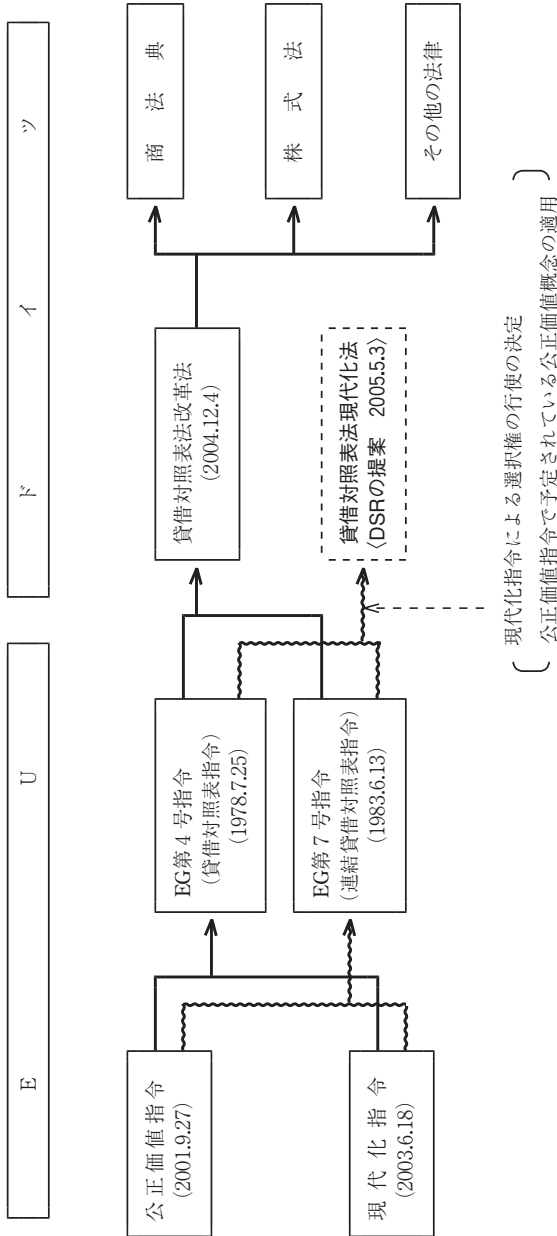 E U
ドイツ
公正価値指令
(2001.9.27)
現代化指令
(2003.6.18)
EG第4号指令
(貸借対照表指令)
(1978.7.25)
EG第7号指令
(連結貸借対照表指令)
(1983.6.13)
貸借対照表法改革法
(2004.12.4)
貸借対照表法現代化法
〈DSRの提案 2005.5.3〉
商法典
株式法
その他の法律
現代化指令による選択権の行使の決定
公正価値指令で予定されている公正価値概念の適用